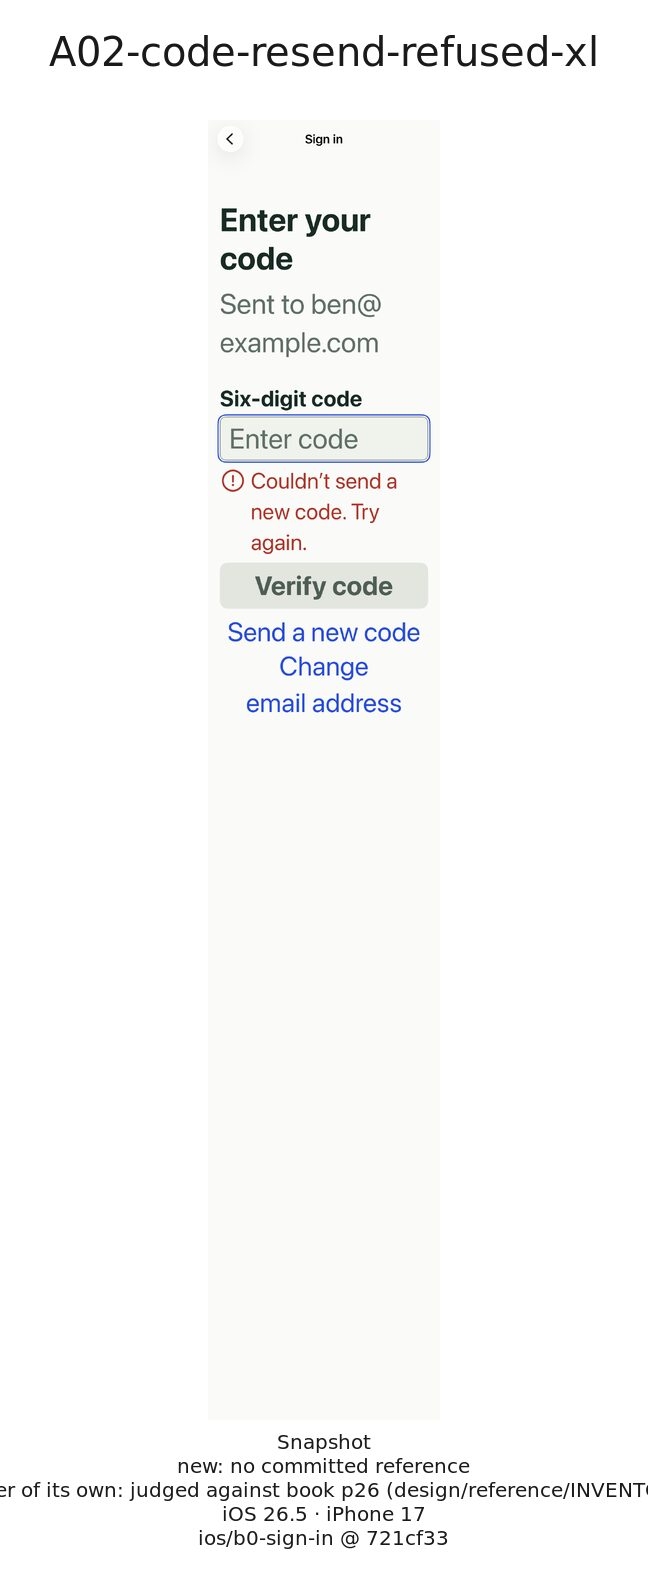 A02-code-resend-refused-xl
Sign in
Enter your
code
Sent to ben@
example.com
Six-digit code
Enter code
Couldn’t send a
new code. Try
again.
Verify code
Send a new code
Change
email address
Snapshot
new: no committed reference
of its own: judged against book p26 (design/reference/
iOS 26.5 · iPhone 17
ios/b0-sign-in @ 721cf33